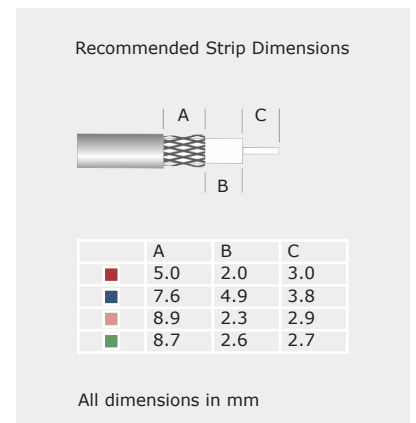 Recommended Strip Dimensions
A C
B
A B C
5.0 2.0 3.0
7.6 4.9 3.8
8.9 2.3 2.9
8.7 2.6 2.7
All dimensions in mm